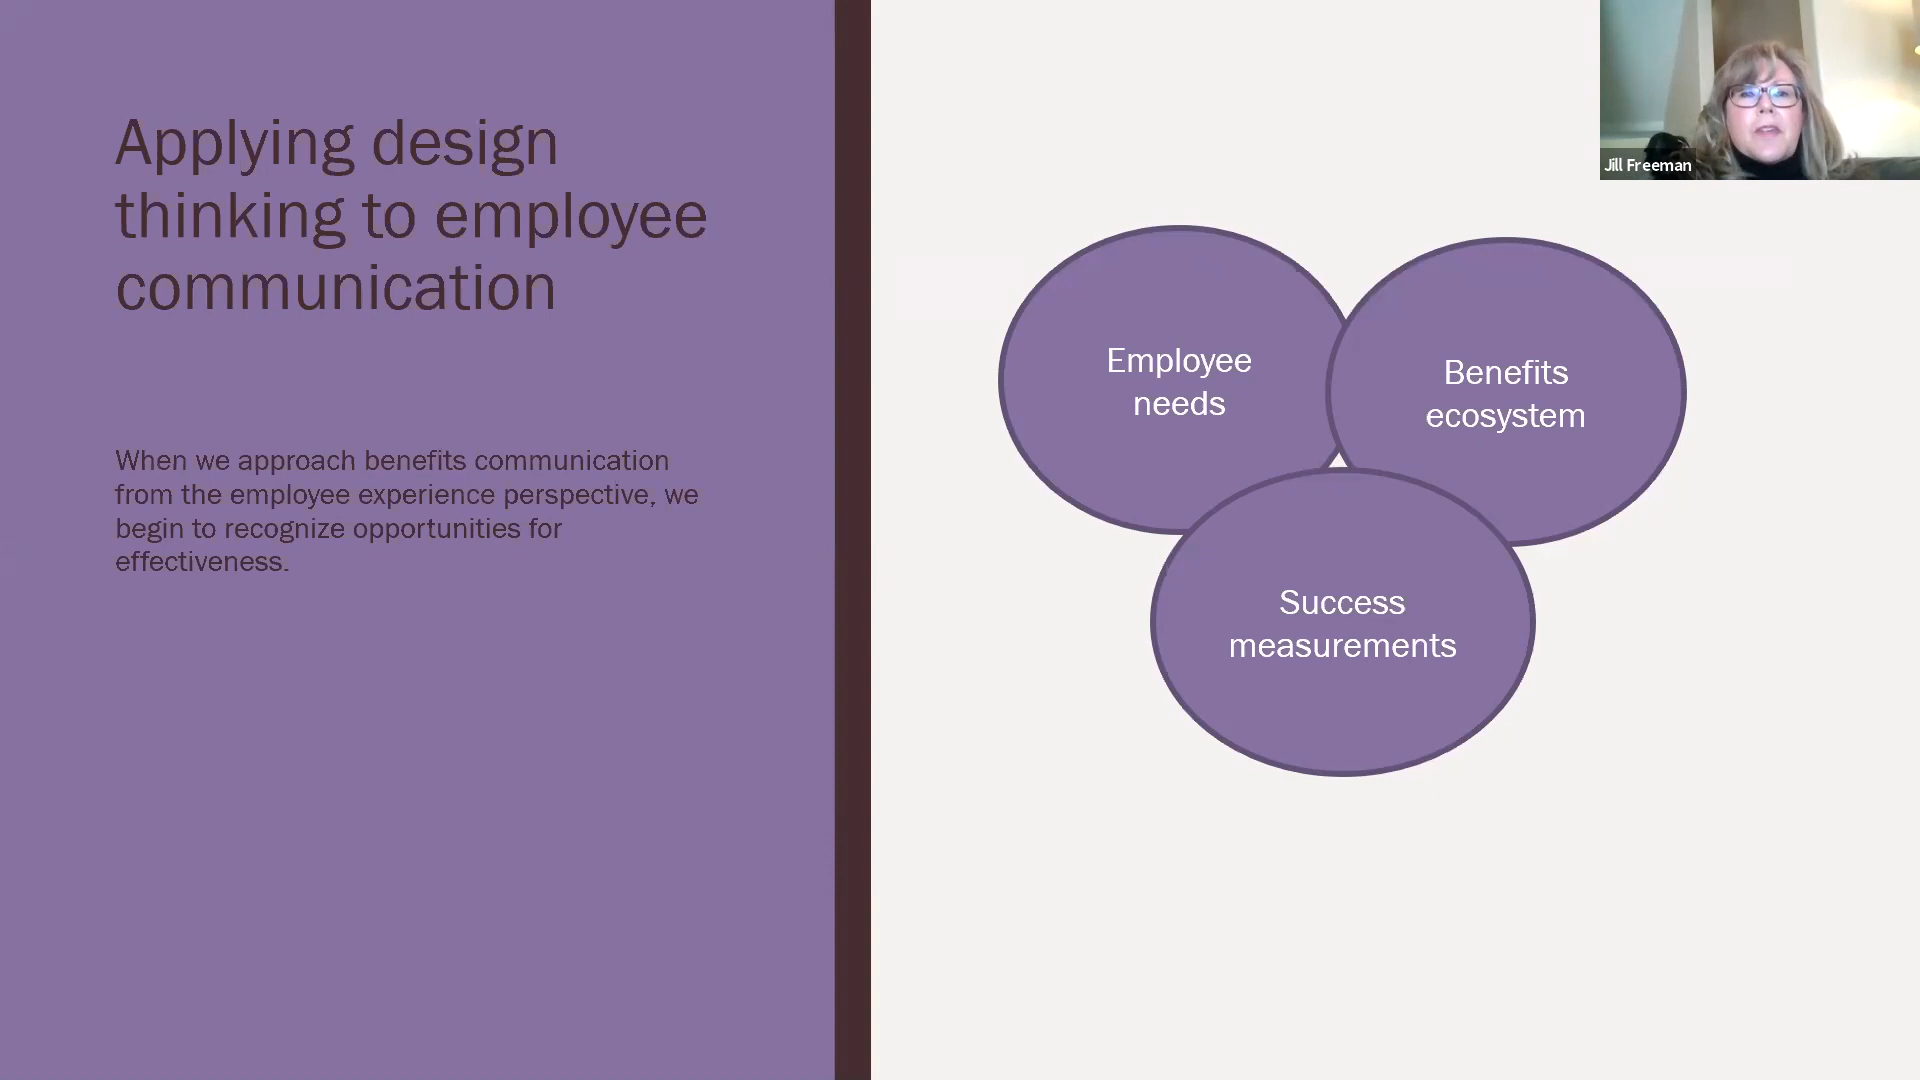 Applying design
thinking to employee
communication
When we approach benefits communication
from the employee experience perspective, we
begin to recognize opportunities for
effectiveness.
Employee
needs
Benefits
ecosystem
Success
measurements
Jill Freeman